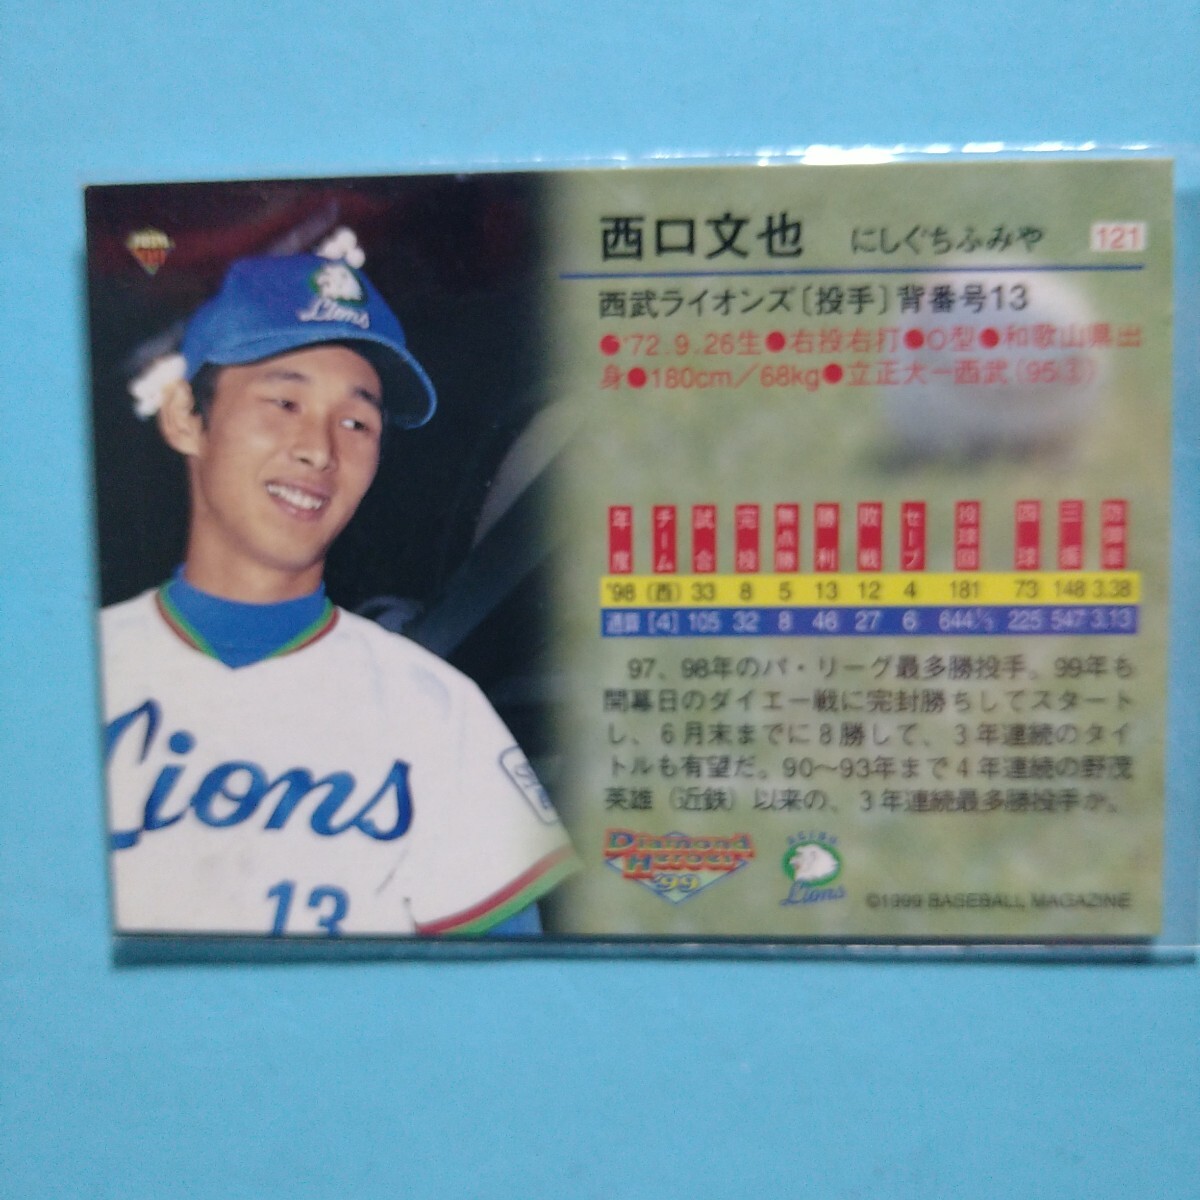 西口文也 にしぐちふみや 121
西武ライオンズ〔投手〕背番号13
●'72.9.26生●右投右打●O型●和歌山県出
身●180cm/68kg●立正大ー西武(95③)
年度 チーム 試合 完投 無点勝 勝利 敗戦 セーブ 投球回 四球 三振 防御率
'98 (西) 33 8 5 13 12 4 181 73 148 3.38
通算 [4] 105 32 8 46 27 6 644⅓ 225 547 3.13
97、98年のパ・リーグ最多勝投手。99年も
開幕日のダイエー戦に完封勝ちしてスタート
し、6月末までに8勝して、3年連続のタイ
トルも有望だ。90〜93年まで4年連続の野茂
英雄(近鉄)以来の、3年連続最多勝投手か。
Diamond
Heroes
'99
SEIBU
Lions
©1999 BASEBALL MAGAZINE
Lions
Lions
13